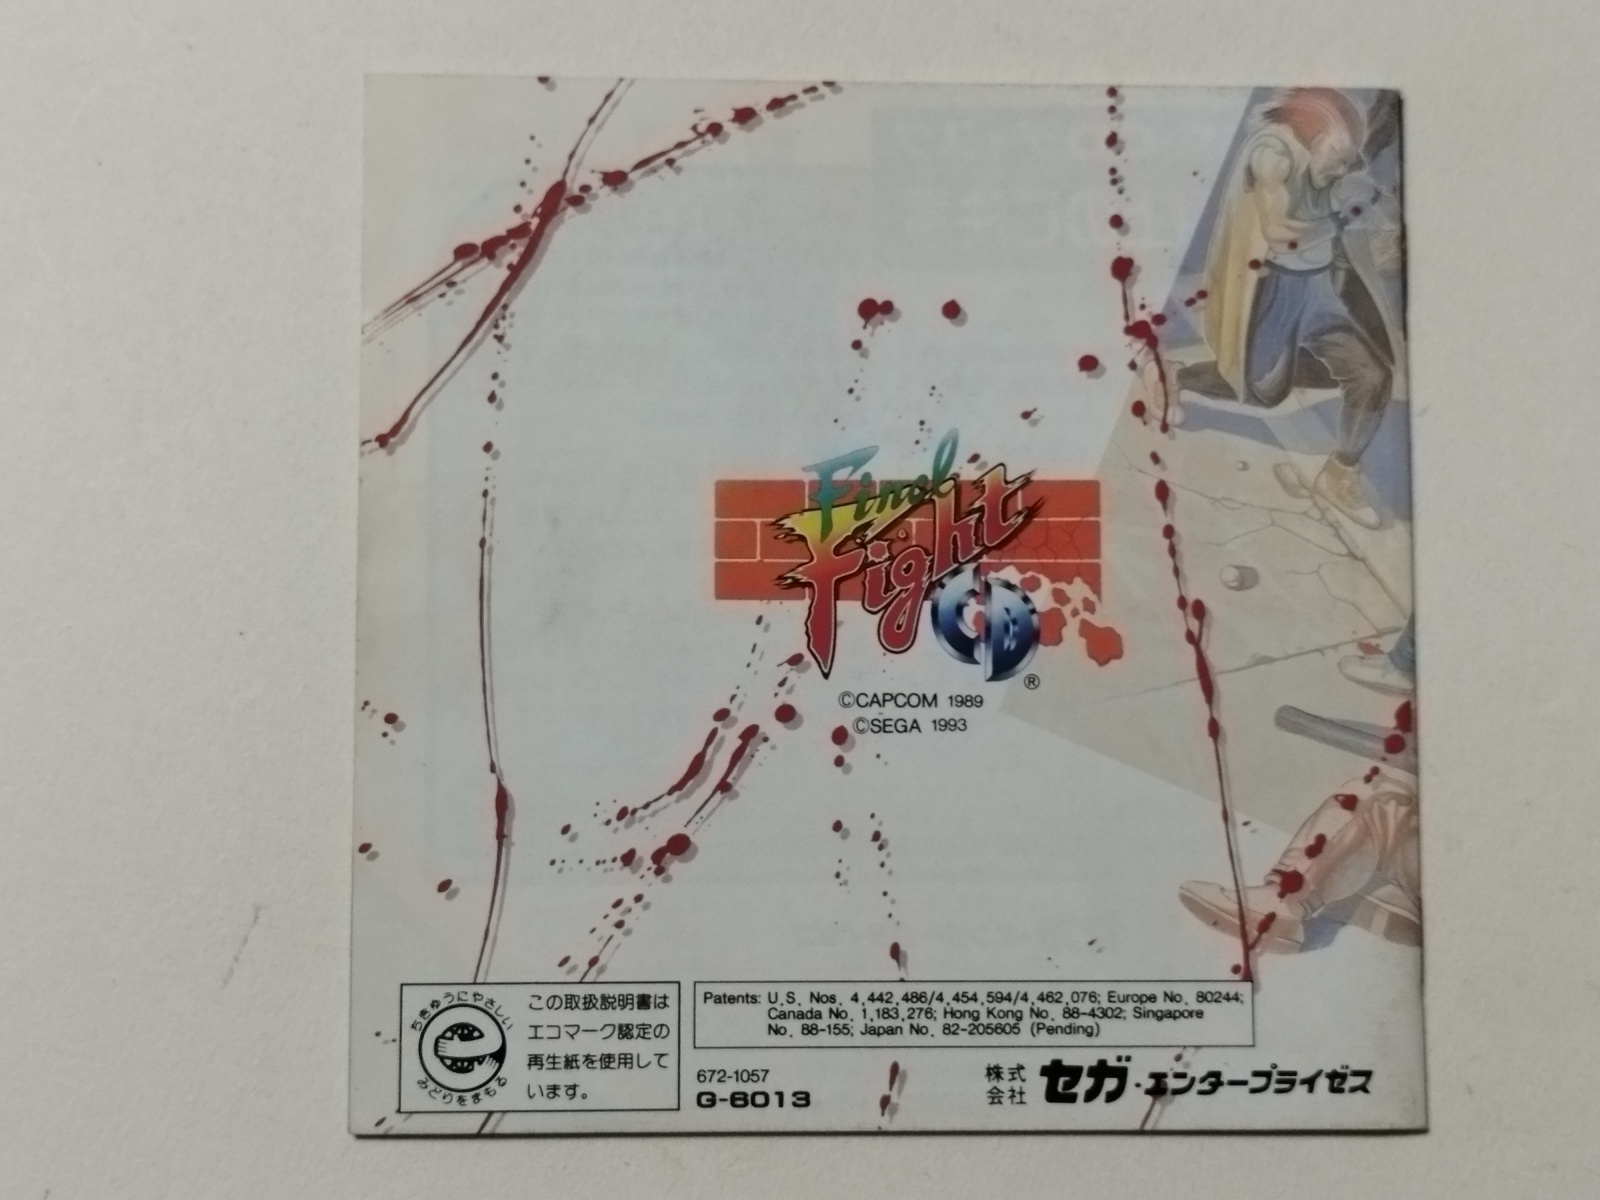 Final
Fight
CD
®
©CAPCOM 1989
©SEGA 1993
ちきゅうにやさしい
みどりをまもる
この取扱説明書は
エコマーク認定の
再生紙を使用して
います。
Patents: U.S. Nos. 4,442,486/4,454,594/4,462,076; Europe No. 80244;
Canada No. 1,183,276; Hong Kong No. 88-4302; Singapore
No. 88-155; Japan No. 82-205605 (Pending)
672-1057
G-6013
株式会社 セガ・エンタープライゼス